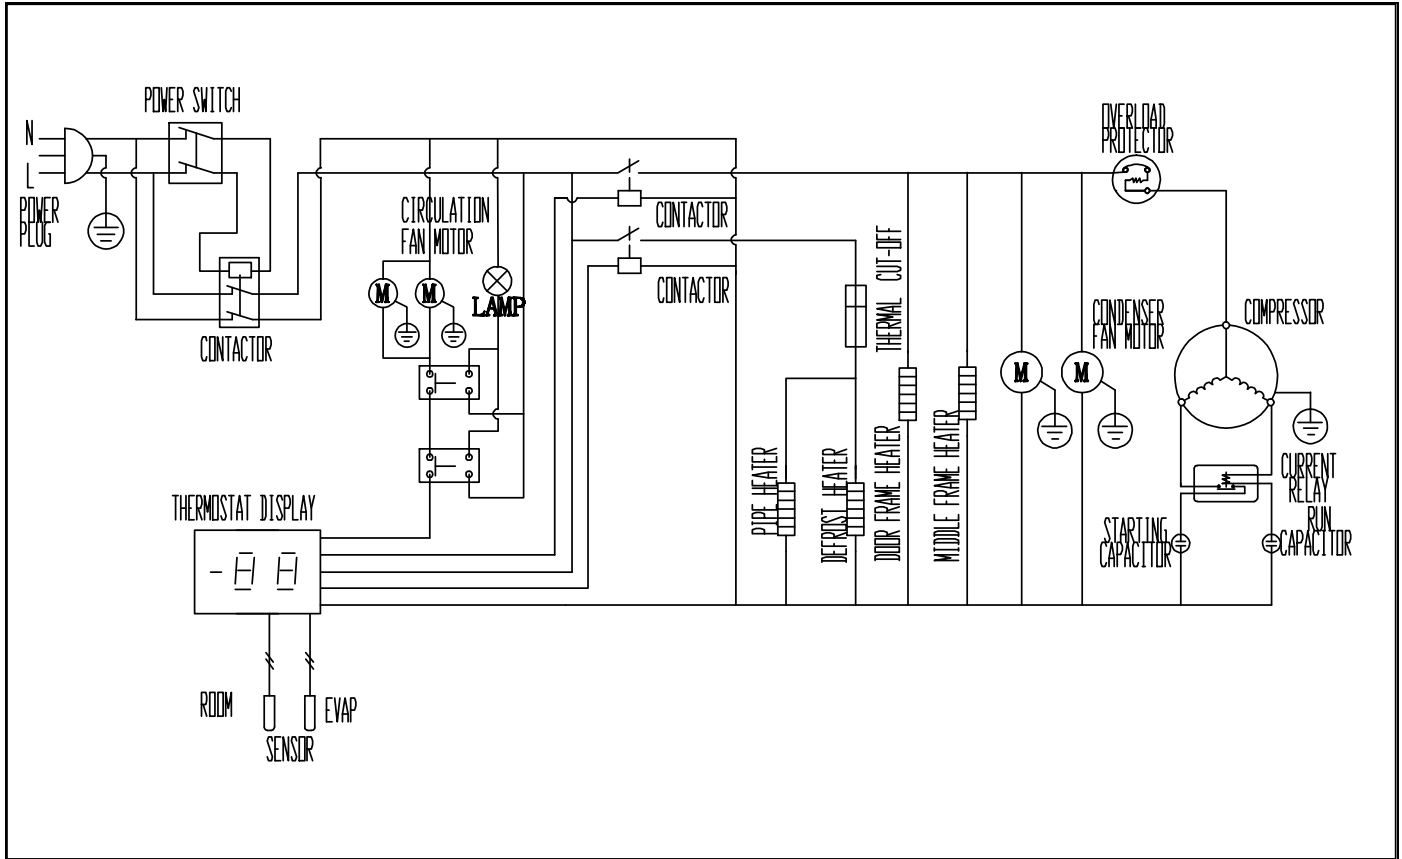 POWER SWITCH
N
L
POWER
PLUG
CONTACTOR
CIRCULATION
FAN MOTOR
M
M
LAMP
CONTACTOR
CONTACTOR
THERMAL CUT-OFF
OVERLOAD
PROTECTOR
CONDENSER
FAN MOTOR
M
M
COMPRESSOR
PIPE HEATER
DEFROST HEATER
DOOR FRAME HEATER
MIDDLE FRAME HEATER
CURRENT
RELAY
STARTING
CAPACITOR
RUN
CAPACITOR
THERMOSTAT DISPLAY
-88
ROOM
EVAP
SENSOR